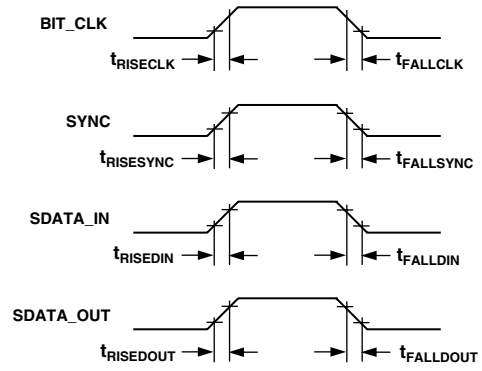 BIT_CLK
tRISECLK tFALLCLK
SYNC
tRISESYNC tFALLSYNC
SDATA_IN
tRISEDIN tFALLDIN
SDATA_OUT
tRISEDOUT tFALLDOUT